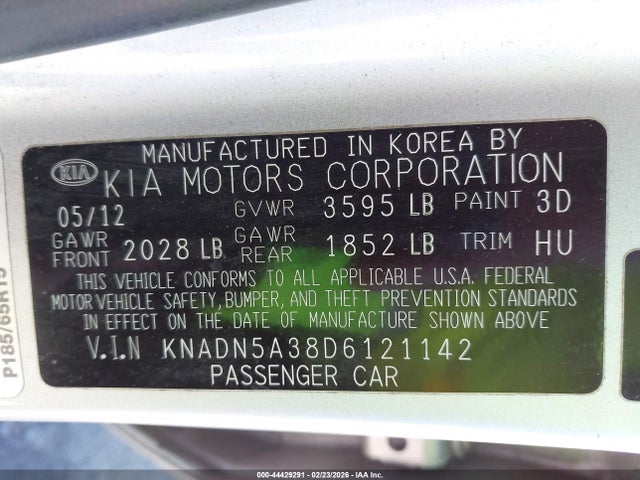 MANUFACTURED IN KOREA BY
KIA KIA MOTORS CORPORATION
05/12 GVWR 3595 LB PAINT 3D
GAWR FRONT 2028 LB GAWR REAR 1852 LB TRIM HU
THIS VEHICLE CONFORMS TO ALL APPLICABLE U.S.A. FEDERAL
MOTOR VEHICLE SAFETY, BUMPER, AND THEFT PREVENTION STANDARDS
IN EFFECT ON THE DATE OF MANUFACTURE SHOWN ABOVE
V.I.N KNADN5A38D6121142
PASSENGER CAR
P185/65R15
000-44429291 - 02/23/2026 - IAA Inc.